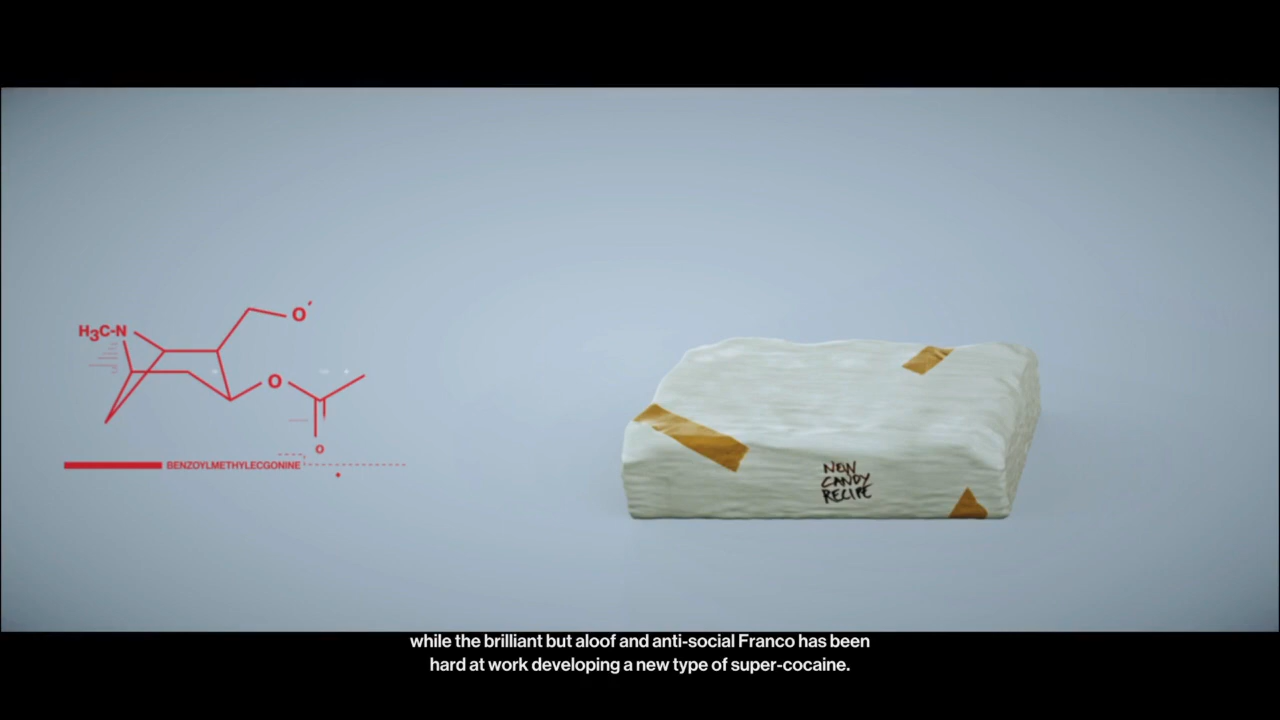 H3C-N
O
O
O
BENZOYLMETHYLECGONINE
NEW
CANDY
RECIPE
while the brilliant but aloof and anti-social Franco has been
hard at work developing a new type of super-cocaine.